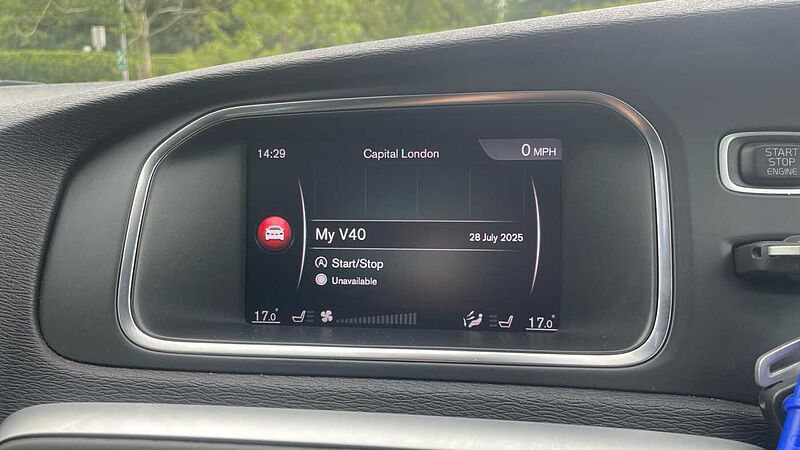 14:29
Capital London
0 MPH
My V40
28 July 2025
A Start/Stop
Unavailable
17.0°
17.0°
START
STOP
ENGINE